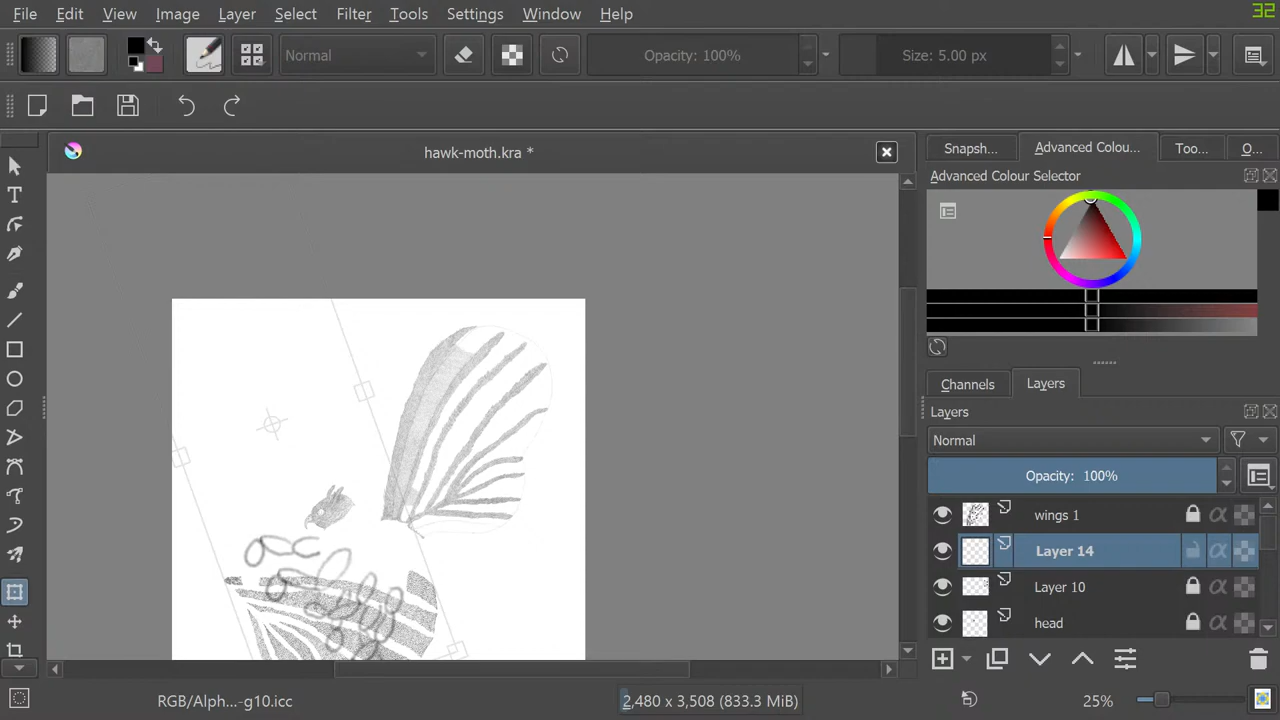 32
File Edit View Image Layer Select Filter Tools Settings Window Help
Normal Opacity: 100% Size: 5.00 px
hawk-moth.kra *
Snapsh... Advanced Colou... Too... O...
Advanced Colour Selector
Channels Layers
Layers
Normal
Opacity: 100%
wings 1
Layer 14
Layer 10
head
RGB/Alph...-g10.icc 2,480 x 3,508 (833.3 MiB) 25%